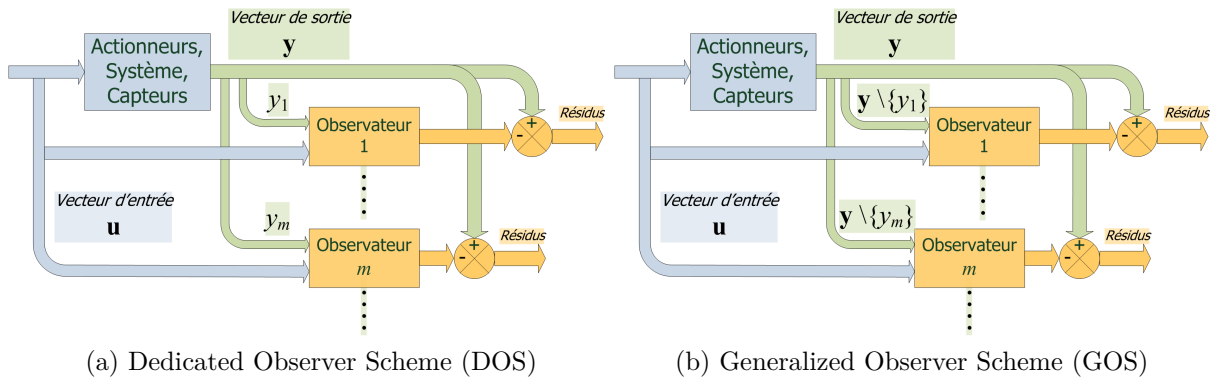 Vecteur de sortie
y
Actionneurs,
Système,
Capteurs
y1
Observateur
1
+
-
Résidus
Vecteur d'entrée
u
ym
Observateur
m
+
-
Résidus
(a) Dedicated Observer Scheme (DOS)
Vecteur de sortie
y
Actionneurs,
Système,
Capteurs
y \{y1}
Observateur
1
+
-
Résidus
Vecteur d'entrée
u
y \{ym}
Observateur
m
+
-
Résidus
(b) Generalized Observer Scheme (GOS)